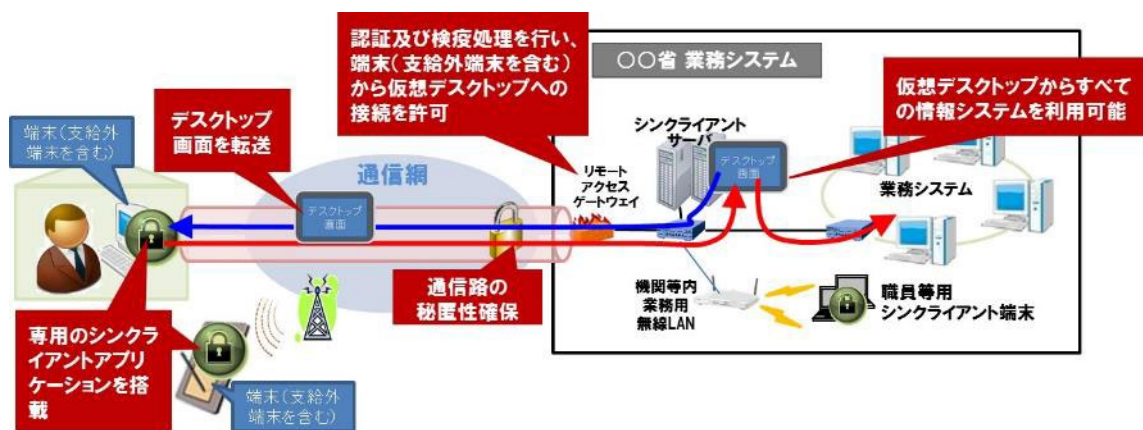 認証及び検疫処理を行い、
端末(支給外端末を含む)
から仮想デスクトップへの
接続を許可
〇〇省 業務システム
仮想デスクトップからすべて
の情報システムを利用可能
デスクトップ
画面を転送
端末(支給外
端末を含む)
シンクライアント
サーバ
デスクトップ
画面
通信網
リモート
アクセス
ゲートウェイ
業務システム
デスクトップ
画面
通信路の
秘匿性確保
機関等内
業務用
無線LAN
職員等用
シンクライアント端末
専用のシンクラ
イアントアプリ
ケーションを搭
載
端末(支給外
端末を含む)